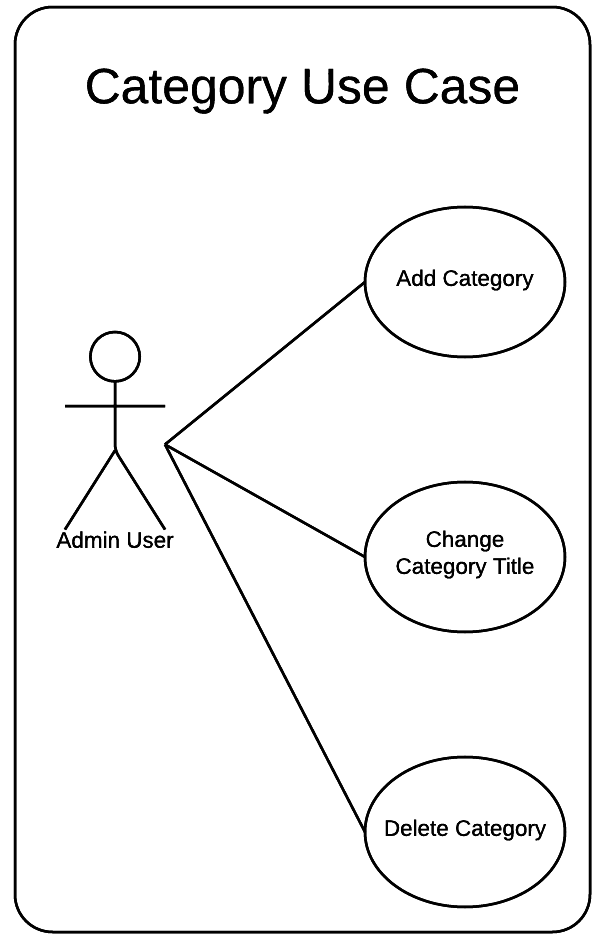 Category Use Case
Add Category
Admin User
Change
Category Title
Delete Category